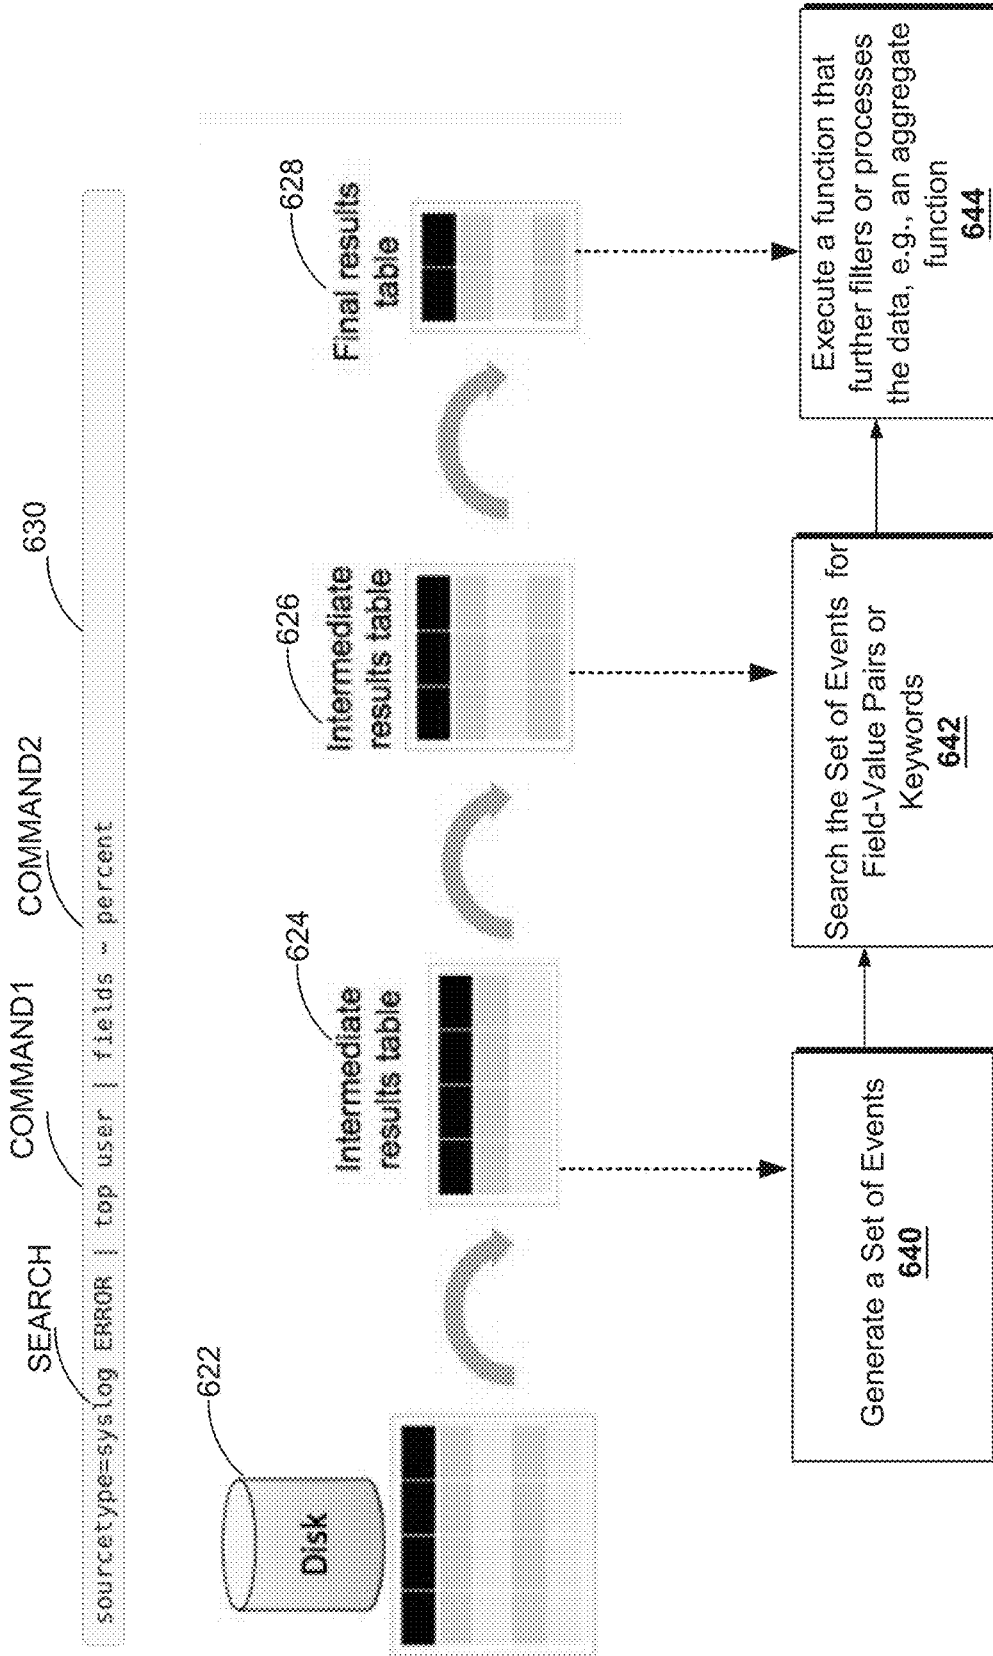 SEARCH
COMMAND1
COMMAND2
630
sourcetype=syslog ERROR | top user | fields – percent
622
Disk
624
Intermediate
results table
626
Intermediate
results table
628
Final results
table
Generate a Set of Events
640
Search the Set of Events for
Field-Value Pairs or
Keywords
642
Execute a function that
further filters or processes
the data, e.g., an aggregate
function
644